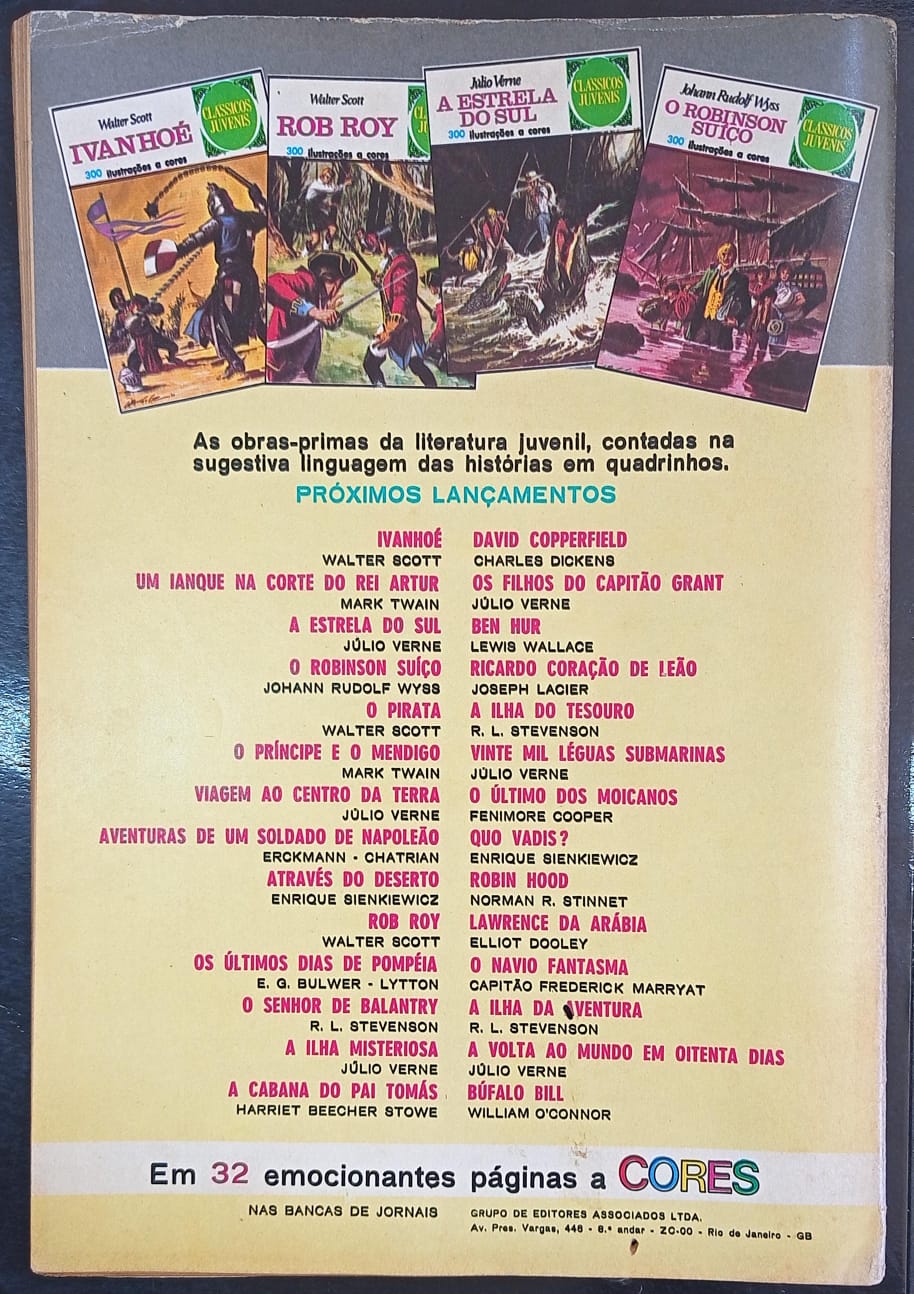 Walter Scott
IVANHOÉ
CLÁSSICOS
JUVENIS
300 ilustrações a cores
Walter Scott
ROB ROY
300 ilustrações a cores
Júlio Verne
A ESTRELA
DO SUL
CLÁSSICOS
JUVENIS
300 ilustrações a cores
Johann Rudolf Wyss
O ROBINSON
SUÍÇO
CLÁSSICOS
JUVENIS
300 ilustrações a cores
As obras-primas da literatura juvenil, contadas na
sugestiva linguagem das histórias em quadrinhos.
PRÓXIMOS LANÇAMENTOS
IVANHOÉ
WALTER SCOTT
UM IANQUE NA CORTE DO REI ARTUR
MARK TWAIN
A ESTRELA DO SUL
JÚLIO VERNE
O ROBINSON SUÍÇO
JOHANN RUDOLF WYSS
O PIRATA
WALTER SCOTT
O PRÍNCIPE E O MENDIGO
MARK TWAIN
VIAGEM AO CENTRO DA TERRA
JÚLIO VERNE
AVENTURAS DE UM SOLDADO DE NAPOLEÃO
ERCKMANN - CHATRIAN
ATRAVÉS DO DESERTO
ENRIQUE SIENKIEWICZ
ROB ROY
WALTER SCOTT
OS ÚLTIMOS DIAS DE POMPÉIA
E. G. BULWER - LYTTON
O SENHOR DE BALANTRY
R. L. STEVENSON
A ILHA MISTERIOSA
JÚLIO VERNE
A CABANA DO PAI TOMÁS
HARRIET BEECHER STOWE
DAVID COPPERFIELD
CHARLES DICKENS
OS FILHOS DO CAPITÃO GRANT
JÚLIO VERNE
BEN HUR
LEWIS WALLACE
RICARDO CORAÇÃO DE LEÃO
JOSEPH LACIER
A ILHA DO TESOURO
R. L. STEVENSON
VINTE MIL LÉGUAS SUBMARINAS
JÚLIO VERNE
O ÚLTIMO DOS MOICANOS
FENIMORE COOPER
QUO VADIS?
ENRIQUE SIENKIEWICZ
ROBIN HOOD
NORMAN R. STINNET
LAWRENCE DA ARÁBIA
ELLIOT DOOLEY
O NAVIO FANTASMA
CAPITÃO FREDERICK MARRYAT
A ILHA DA AVENTURA
R. L. STEVENSON
A VOLTA AO MUNDO EM OITENTA DIAS
JÚLIO VERNE
BÚFALO BILL
WILLIAM O'CONNOR
Em 32 emocionantes páginas a CORES
NAS BANCAS DE JORNAIS
GRUPO DE EDITORES ASSOCIADOS LTDA.
Av. Pres. Vargas, 446 - 8.º andar - ZC-00 - Rio de Janeiro - GB